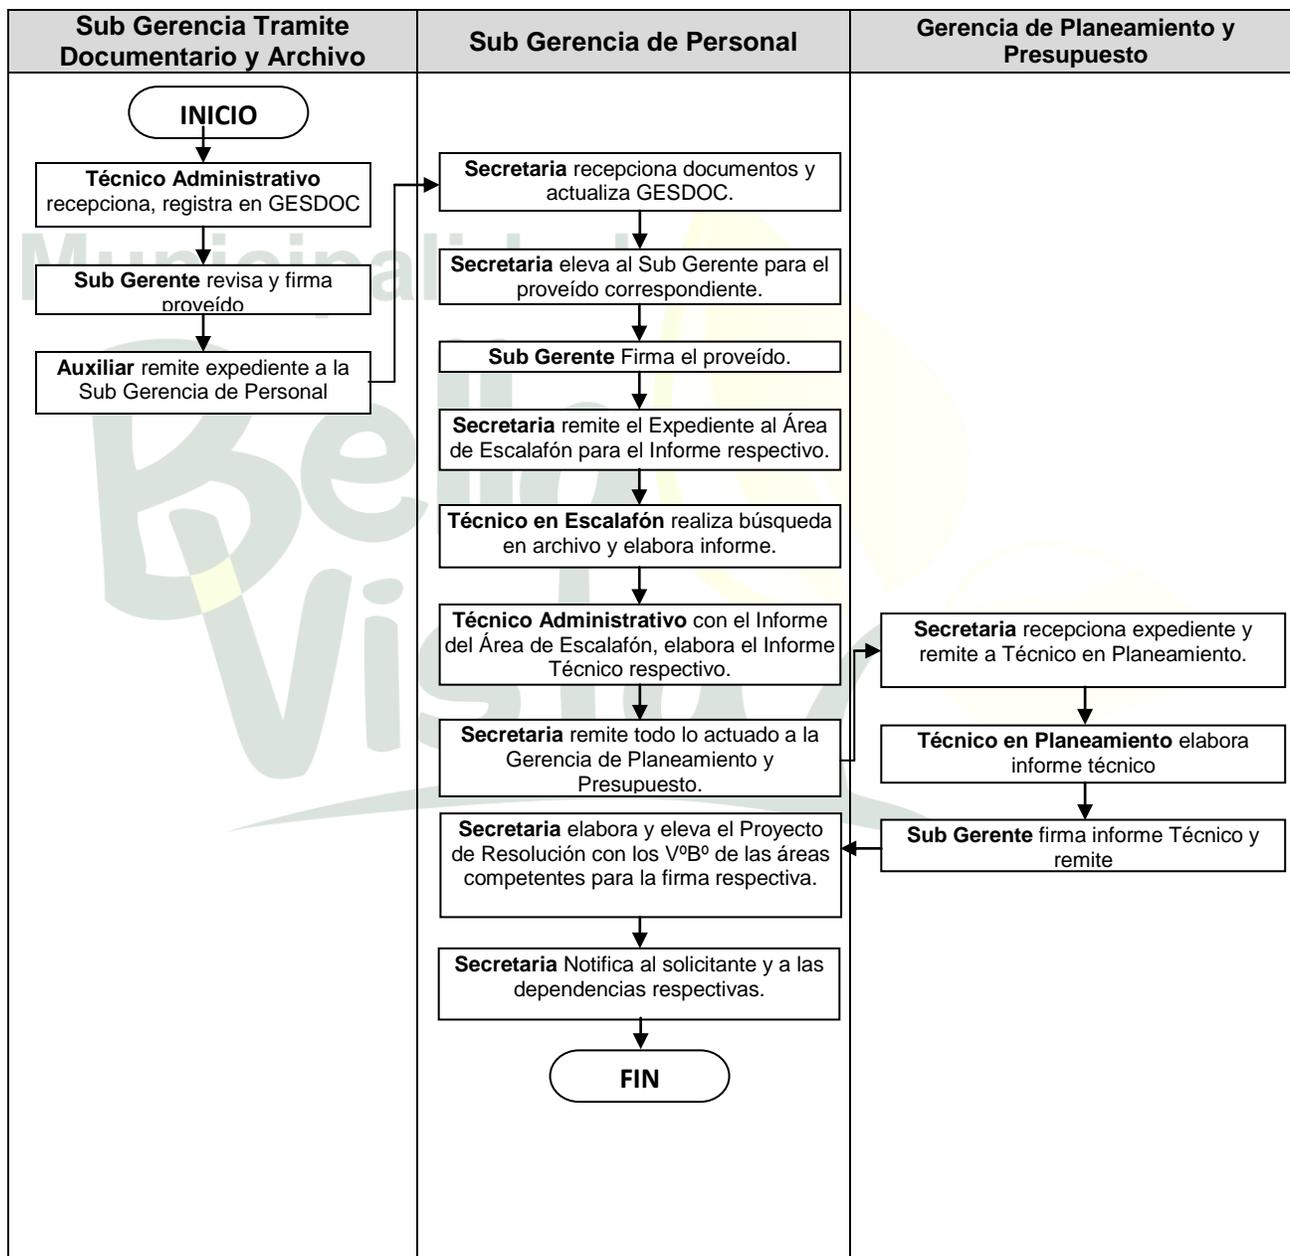 Sub Gerencia Tramite
Documentario y Archivo
Sub Gerencia de Personal
Gerencia de Planeamiento y
Presupuesto
INICIO
Técnico Administrativo
recepciona, registra en GESDOC
Sub Gerente revisa y firma
proveído
Auxiliar remite expediente a la
Sub Gerencia de Personal
Secretaria recepciona documentos y
actualiza GESDOC.
Secretaria eleva al Sub Gerente para el
proveído correspondiente.
Sub Gerente Firma el proveído.
Secretaria remite el Expediente al Área
de Escalafón para el Informe respectivo.
Técnico en Escalafón realiza búsqueda
en archivo y elabora informe.
Técnico Administrativo con el Informe
del Área de Escalafón, elabora el Informe
Técnico respectivo.
Secretaria remite todo lo actuado a la
Gerencia de Planeamiento y
Presupuesto.
Secretaria recepciona expediente y
remite a Técnico en Planeamiento.
Técnico en Planeamiento elabora
informe técnico
Sub Gerente firma informe Técnico y
remite
Secretaria elabora y eleva el Proyecto
de Resolución con los VºBº de las áreas
competentes para la firma respectiva.
Secretaria Notifica al solicitante y a las
dependencias respectivas.
FIN
Municipalidad
Bella
Vista